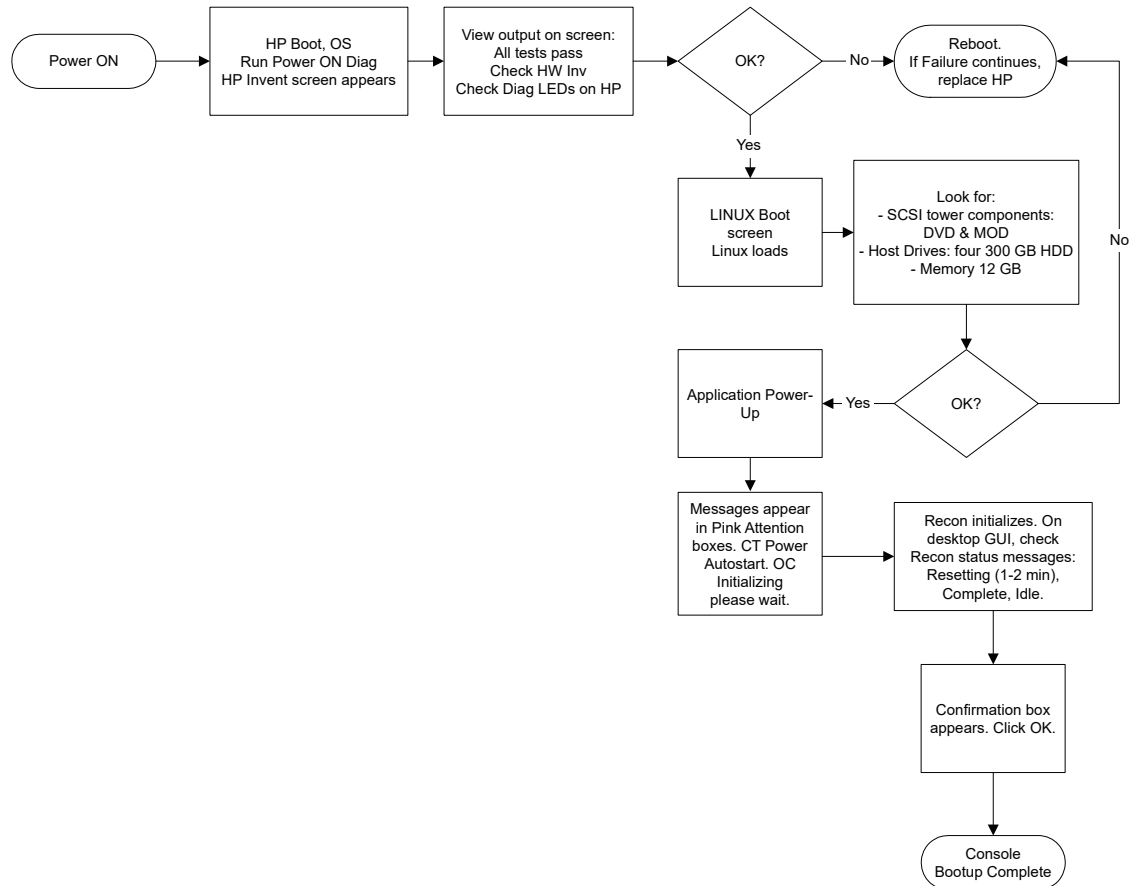 Power ON
HP Boot, OS
Run Power ON Diag
HP Invent screen appears
View output on screen:
All tests pass
Check HW Inv
Check Diag LEDs on HP
OK?
No
Reboot.
If Failure continues,
replace HP
Yes
LINUX Boot
screen
Linux loads
Look for:
- SCSI tower components:
DVD & MOD
- Host Drives: four 300 GB HDD
- Memory 12 GB
No
OK?
Yes
Application Power-
Up
Messages appear
in Pink Attention
boxes. CT Power
Autostart. OC
Initializing
please wait.
Recon initializes. On
desktop GUI, check
Recon status messages:
Resetting (1-2 min),
Complete, Idle.
Confirmation box
appears. Click OK.
Console
Bootup Complete